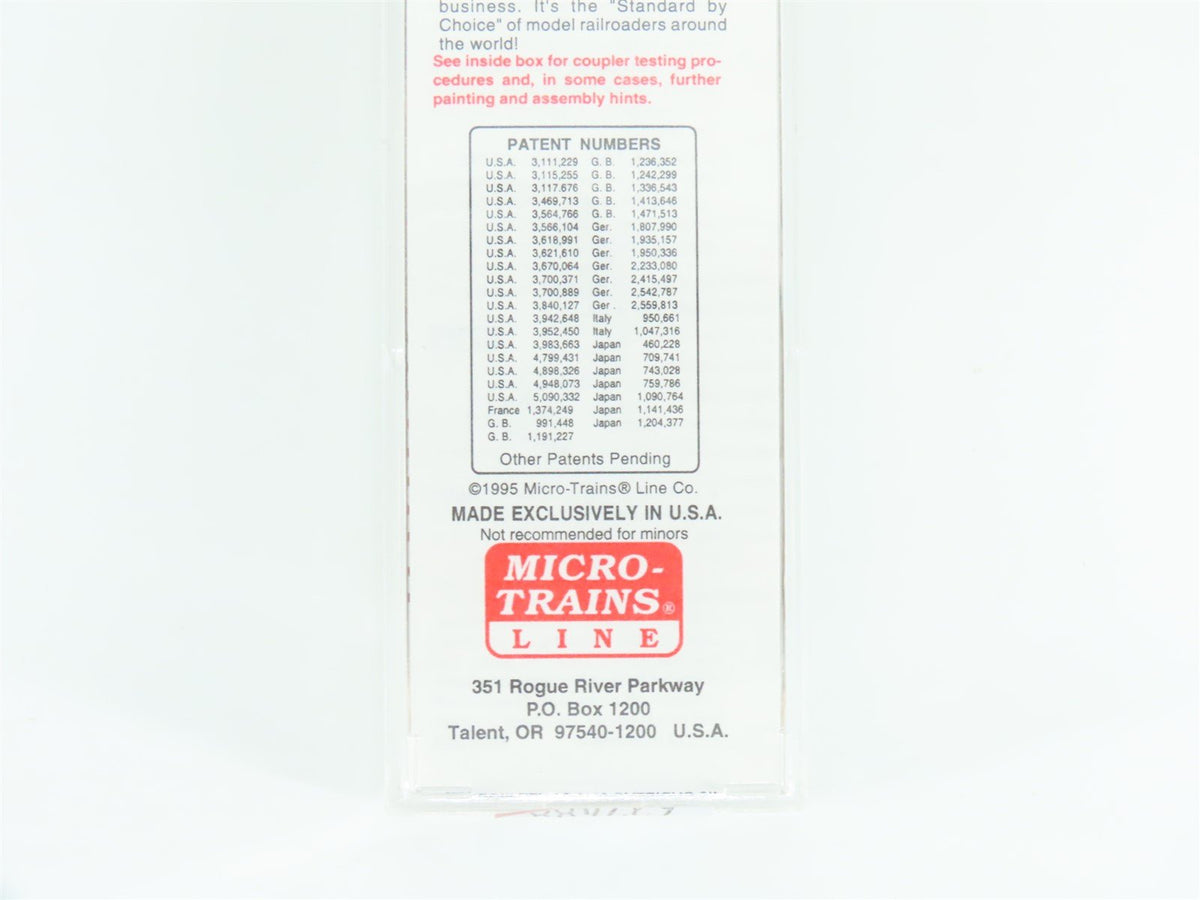 business. It's the "Standard by
Choice" of model railroaders around
the world!
See inside box for coupler testing pro-
cedures and, in some cases, further
painting and assembly hints.
PATENT NUMBERS
U.S.A. 3,111,229 G. B. 1,236,352
U.S.A. 3,115,255 G. B. 1,242,299
U.S.A. 3,117.676 G. B. 1,336,543
U.S.A. 3,469,713 G. B. 1,413,646
U.S.A. 3,564,766 G. B. 1,471,513
U.S.A. 3,566,104 Ger. 1,807,990
U.S.A. 3,618,991 Ger. 1,935,157
U.S.A. 3,621,610 Ger. 1,950,336
U.S.A. 3,670,064 Ger. 2,233,080
U.S.A. 3,700,371 Ger. 2,415,497
U.S.A. 3,700,889 Ger. 2,542,787
U.S.A. 3,840,127 Ger. 2,559,813
U.S.A. 3,942,648 Italy 950,661
U.S.A. 3,952,450 Italy 1,047,316
U.S.A. 3,983,663 Japan 460,228
U.S.A. 4,799,431 Japan 709,741
U.S.A. 4,898,326 Japan 743,028
U.S.A. 4,948,073 Japan 759,786
U.S.A. 5,090,332 Japan 1,090,764
France 1,374,249 Japan 1,141,436
G. B. 991,448 Japan 1,204,377
G. B. 1,191,227
Other Patents Pending
©1995 Micro-Trains® Line Co.
MADE EXCLUSIVELY IN U.S.A.
Not recommended for minors
MICRO-
TRAINS®
LINE
351 Rogue River Parkway
P.O. Box 1200
Talent, OR 97540-1200 U.S.A.